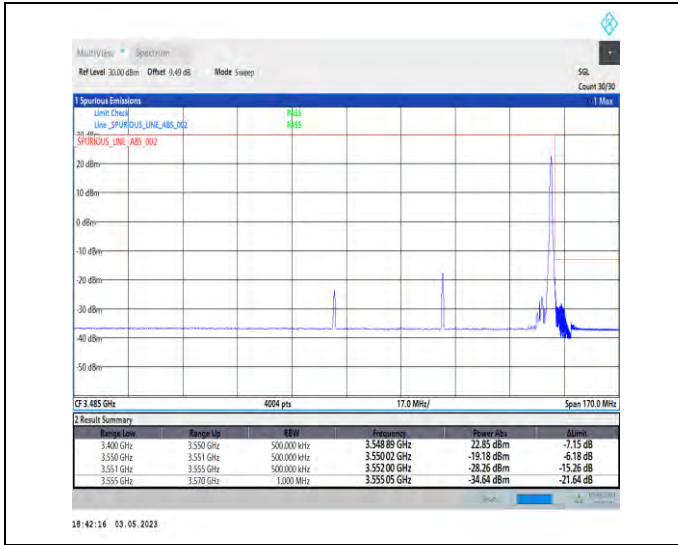 MultiView Spectrum
Ref Level 30.00 dBm Offset 9.49 dB Mode Sweep SGL
Count 30/30
1 Spurious Emissions 1 Max
Limit Check PASS
Line _SPURIOUS_LINE_ABS_002 PASS
30 dBm
_SPURIOUS_LINE_ABS_002
20 dBm
10 dBm
0 dBm
-10 dBm
-20 dBm
-30 dBm
-40 dBm
-50 dBm
CF 3.485 GHz 4004 pts 17.0 MHz/ Span 170.0 MHz
2 Result Summary
Range Low Range Up RBW Frequency Power Abs ΔLimit
3.400 GHz 3.550 GHz 500.000 kHz 3.548 89 GHz 22.85 dBm -7.15 dB
3.550 GHz 3.551 GHz 500.000 kHz 3.550 02 GHz -19.18 dBm -6.18 dB
3.551 GHz 3.555 GHz 500.000 kHz 3.552 00 GHz -28.26 dBm -15.26 dB
3.555 GHz 3.570 GHz 1.000 MHz 3.555 05 GHz -34.64 dBm -21.64 dB
18:42:16 03.05.2023